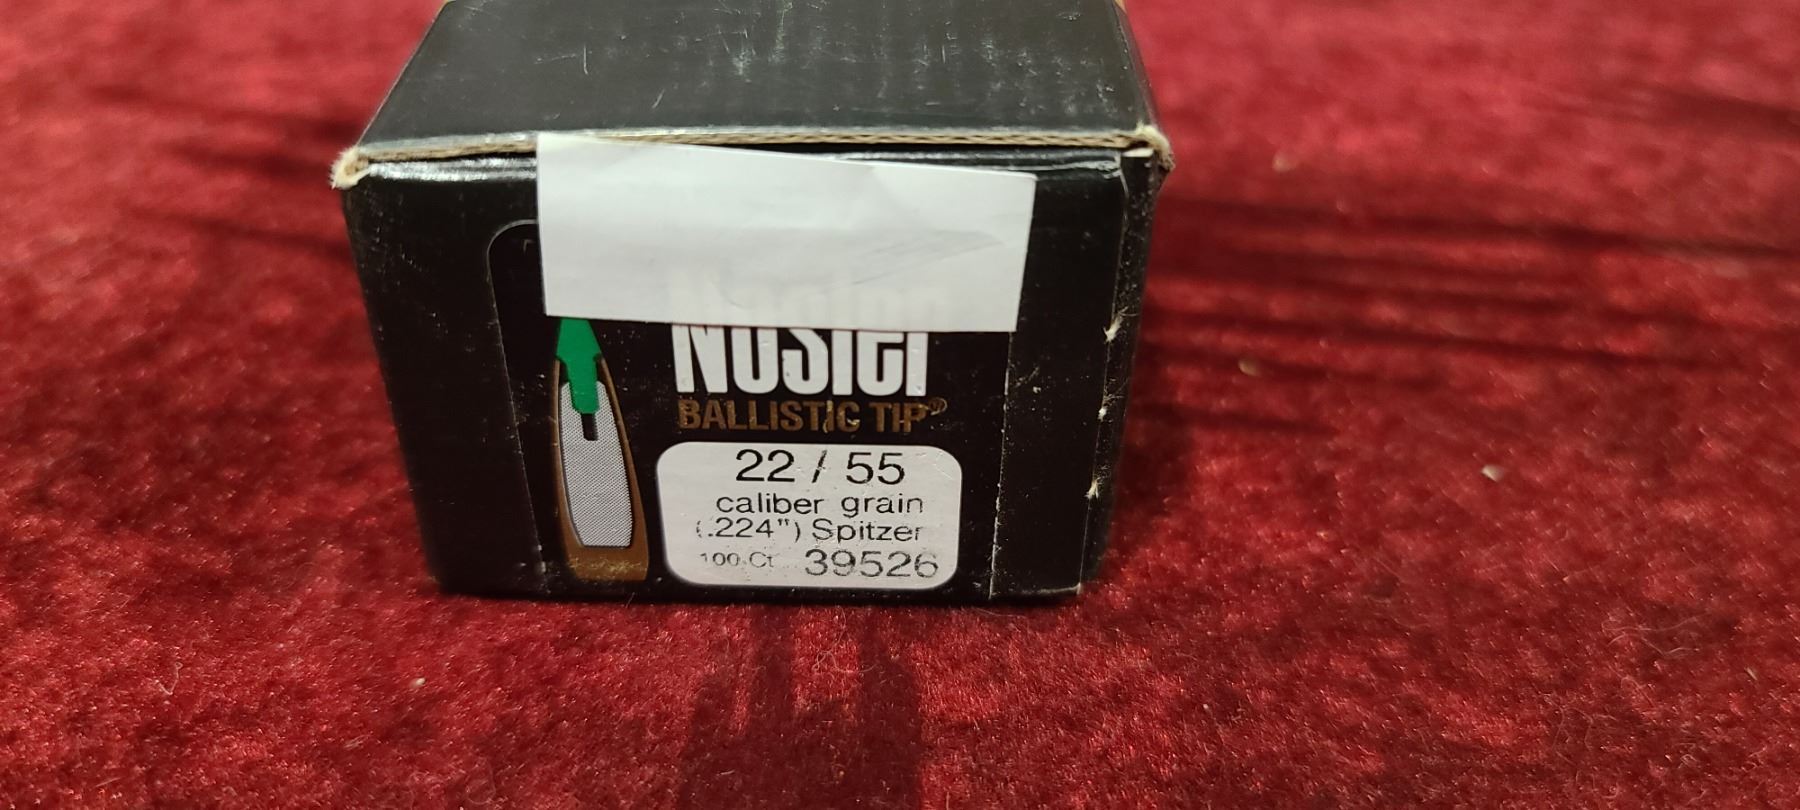 Nosler
BALLISTIC TIP®
22 / 55
caliber grain
(.224") Spitzer
100 Ct. 39526